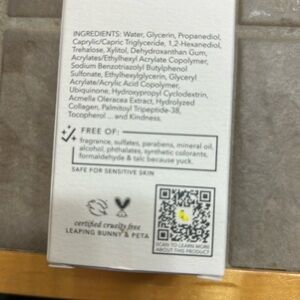 INGREDIENTS: Water, Glycerin, Propanediol,
Caprylic/Capric Triglyceride, 1,2-Hexanediol,
Trehalose, Xylitol, Dehydroxanthan Gum,
Acrylates/Ethylhexyl Acrylate Copolymer,
Sodium Benzotriazolyl Butylphenol
Sulfonate, Ethylhexylglycerin, Glyceryl
Acrylate/Acrylic Acid Copolymer,
Ubiquinone, Hydroxypropyl Cyclodextrin,
Acmella Oleracea Extract, Hydrolyzed
Collagen, Palmitoyl Tripeptide-38,
Tocopherol ... and Kindness.
FREE OF:
fragrance, sulfates, parabens, mineral oil,
alcohol, phthalates, synthetic colorants,
formaldehyde & talc because yuck.
SAFE FOR SENSITIVE SKIN
certified cruelty free
LEAPING BUNNY & PETA
SCAN TO LEARN MORE
ABOUT THIS PRODUCT